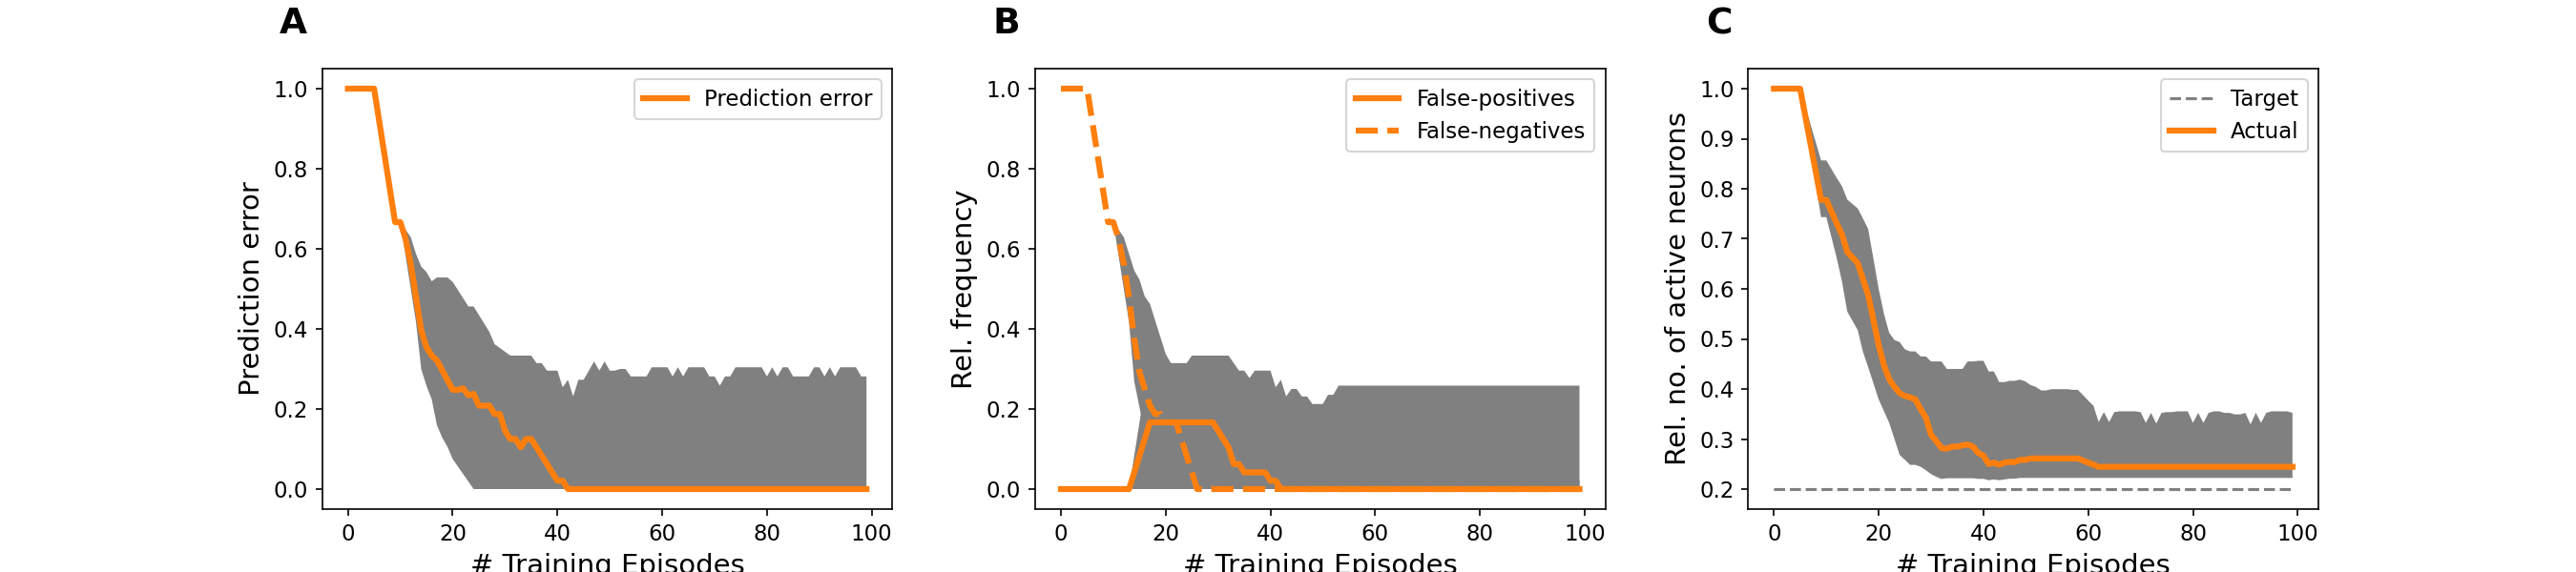 A
Prediction error
1.0
0.8
0.6
0.4
0.2
0.0
Prediction error
0
20
40
60
80
100
# Training Episodes
B
False-positives
False-negatives
1.0
0.8
0.6
0.4
0.2
0.0
Rel. frequency
0
20
40
60
80
100
# Training Episodes
C
Target
Actual
1.0
0.9
0.8
0.7
0.6
0.5
0.4
0.3
0.2
Rel. no. of active neurons
0
20
40
60
80
100
# Training Episodes